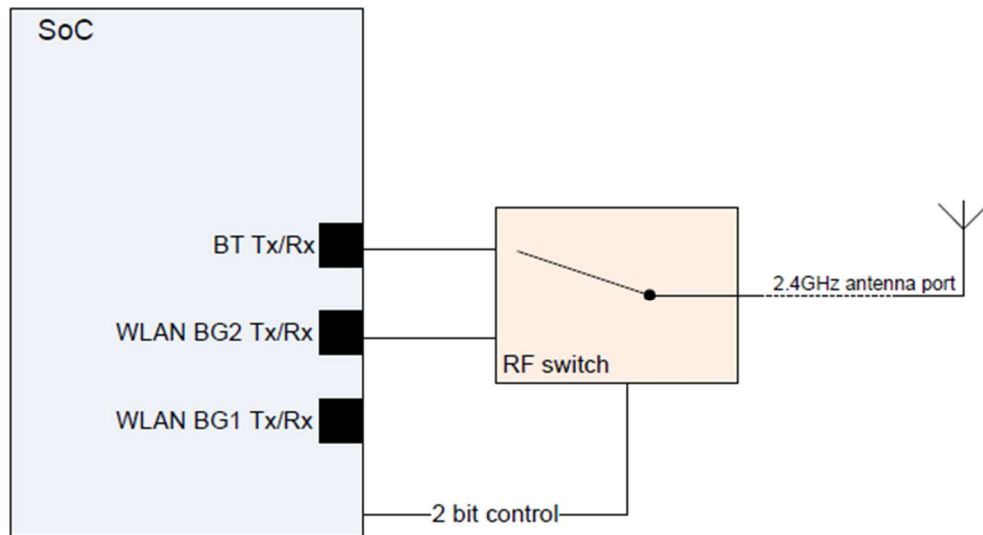 SoC
BT Tx/Rx
2.4GHz antenna port
WLAN BG2 Tx/Rx
RF switch
WLAN BG1 Tx/Rx
2 bit control